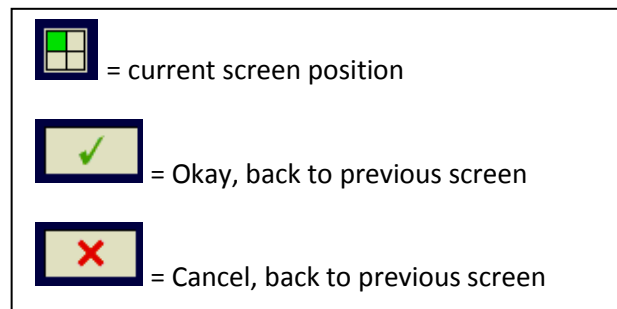 = current screen position
= Okay, back to previous screen
= Cancel, back to previous screen